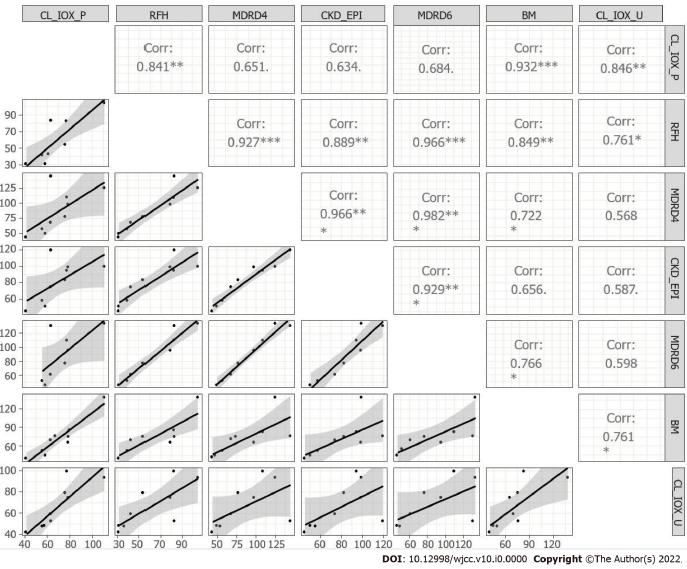 CL_IOX_P RFH MDRD4 CKD_EPI MDRD6 BM CL_IOX_U
Corr: Corr: Corr: Corr: Corr: Corr:
0.841** 0.651. 0.634. 0.684. 0.932*** 0.846**
CL_IOX_P
90
70
50
30
Corr: Corr: Corr: Corr: Corr:
0.927*** 0.889** 0.966*** 0.849** 0.761*
RFH
125
100
75
50
Corr: Corr: Corr: Corr:
0.966** 0.982** 0.722 0.568
* * *
MDRD4
120
100
80
60
Corr: Corr: Corr:
0.929** 0.656. 0.587.
*
CKD_EPI
120
100
80
60
Corr: Corr:
0.766 0.598
*
MDRD6
120
90
60
Corr:
0.761
*
BM
100
80
60
40
CL_IOX_U
40 60 80 100 30 50 70 90 50 75 100 125 60 80 100 120 60 80 100 120 60 90 120
DOI: 10.12998/wjcc.v10.i0.0000 Copyright ©The Author(s) 2022.